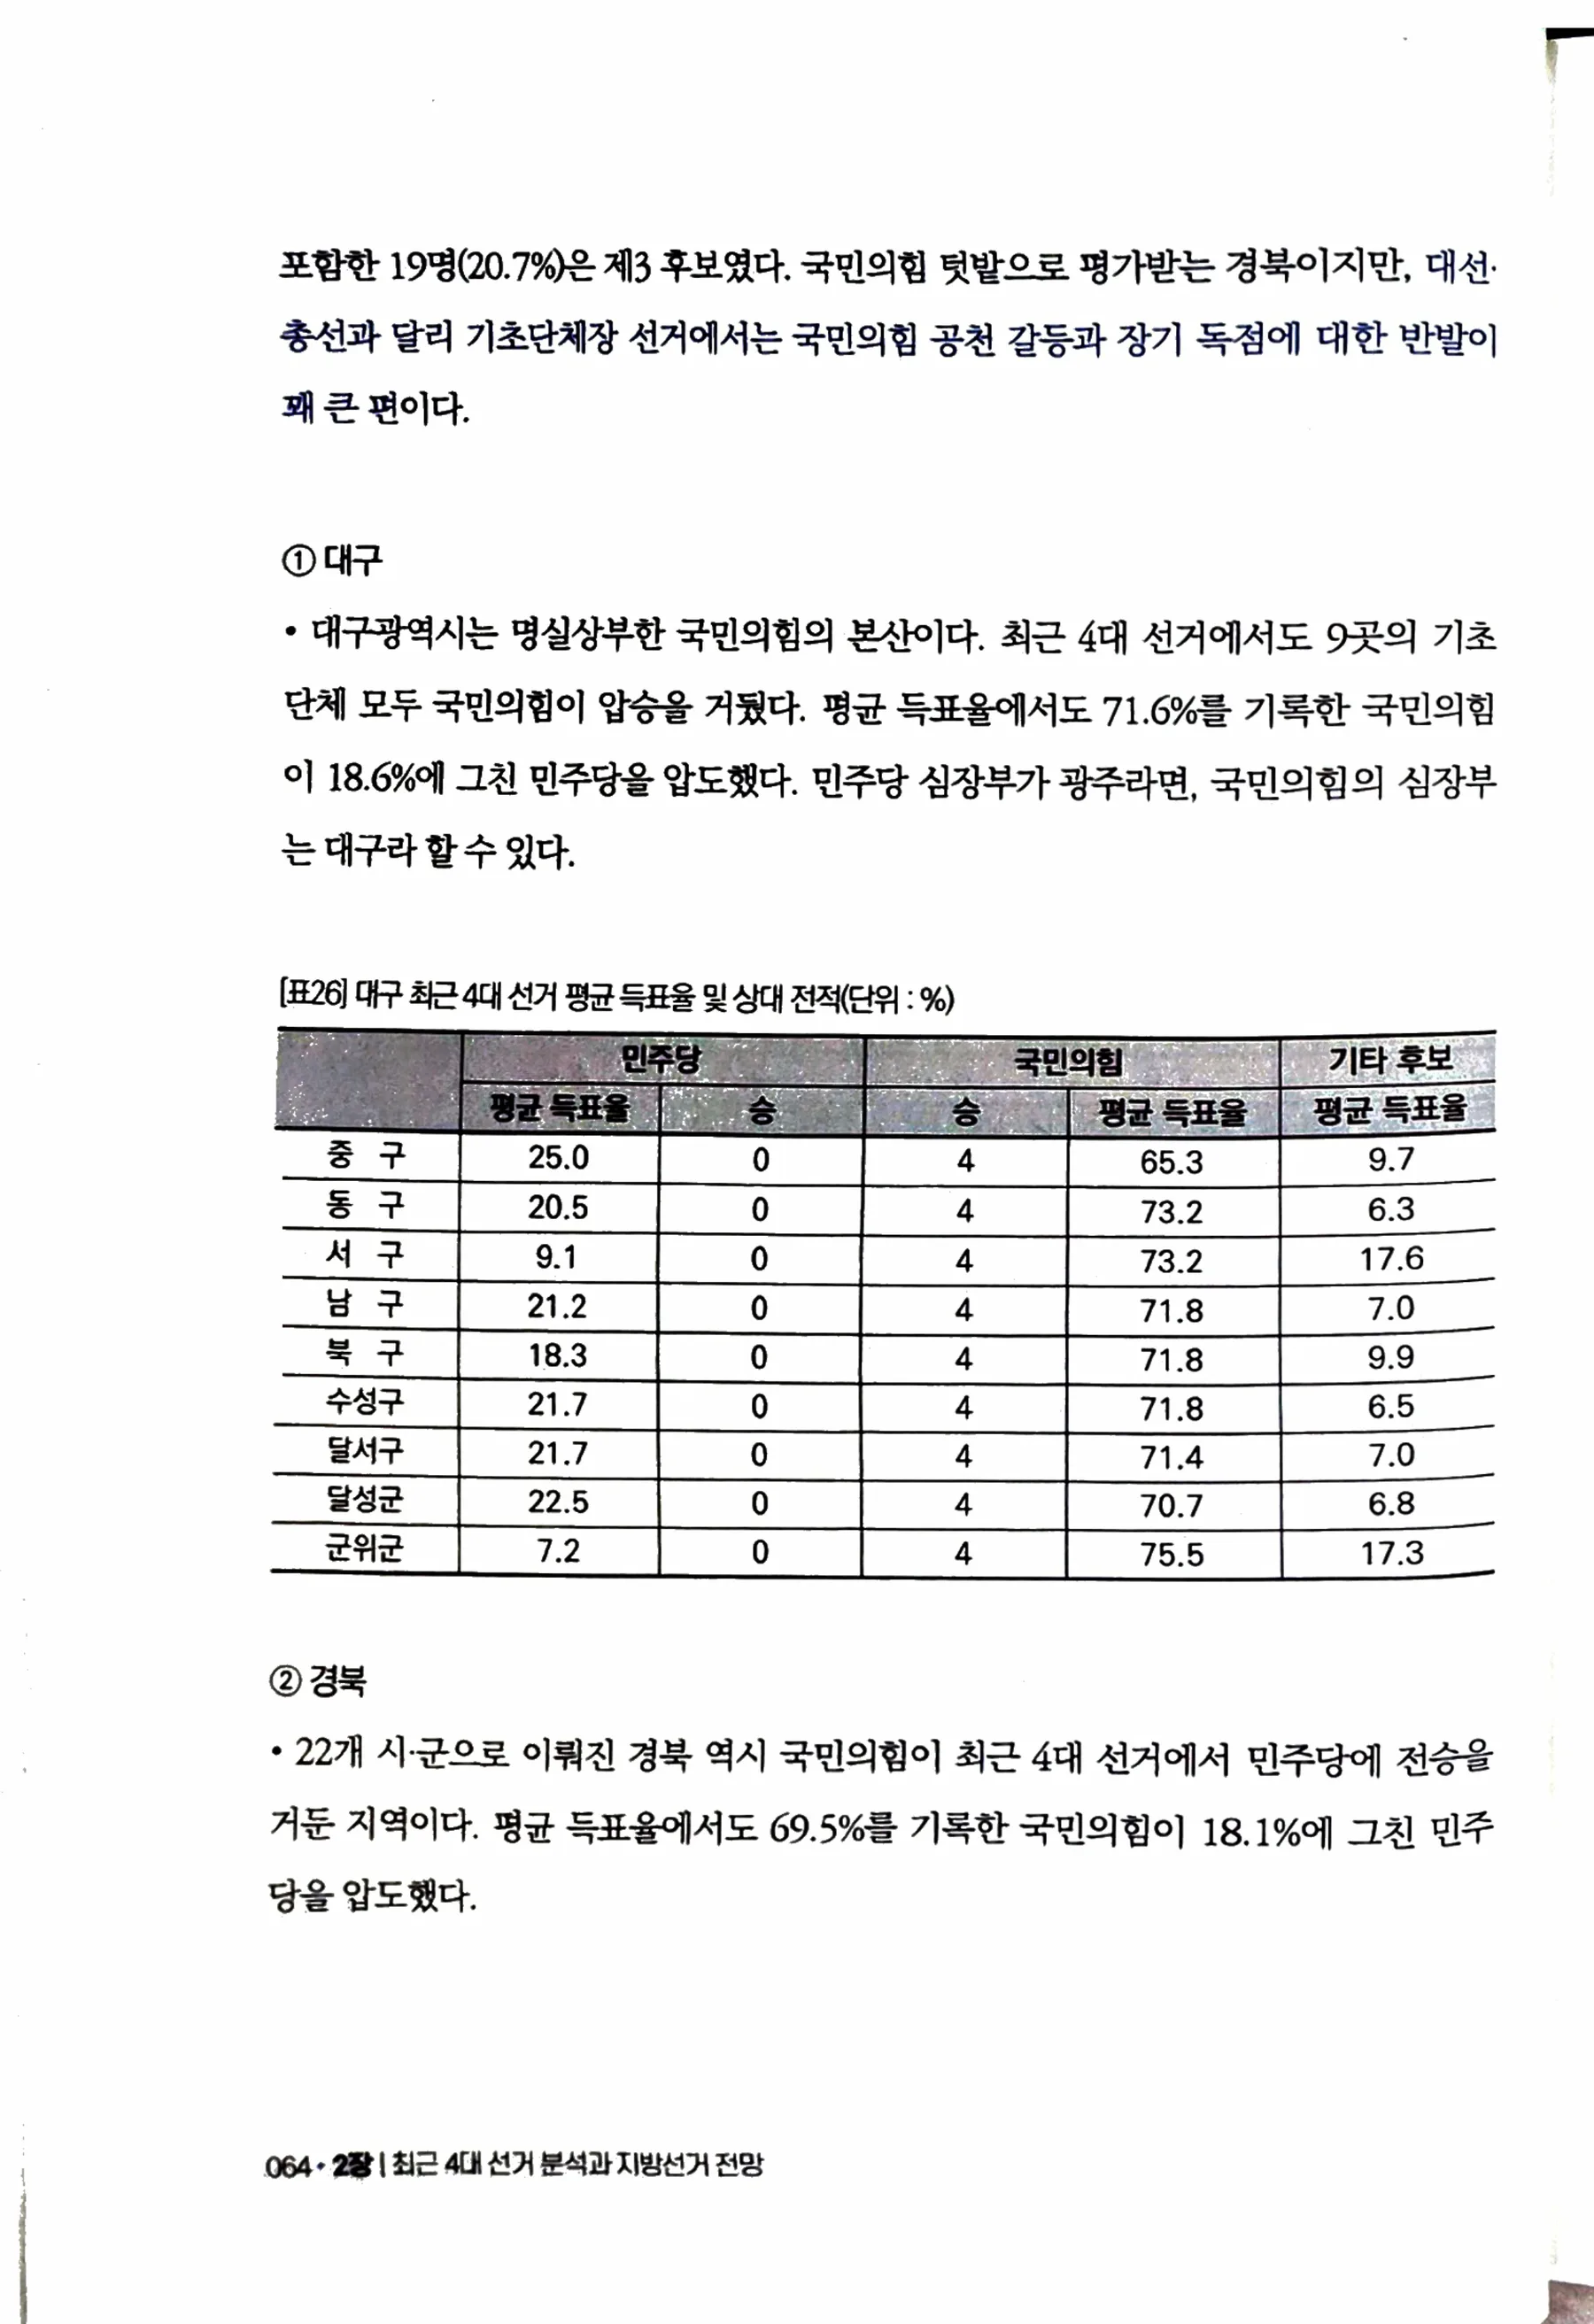 포함한 19명(20.7%)은 제3 후보였다. 국민의힘 텃밭으로 평가받는 경북이지만, 대선·
총선과 달리 기초단체장 선거에서는 국민의힘 공천 갈등과 장기 독점에 대한 반발이
꽤 큰 편이다.
① 대구
• 대구광역시는 명실상부한 국민의힘의 본산이다. 최근 4대 선거에서도 9곳의 기초
단체 모두 국민의힘이 압승을 거뒀다. 평균 득표율에서도 71.6%를 기록한 국민의힘
이 18.6%에 그친 민주당을 압도했다. 민주당 심장부가 광주라면, 국민의힘의 심장부
는 대구라 할 수 있다.
[표26] 대구 최근 4대 선거 평균 득표율 및 상대 전적(단위 : %)
민주당 국민의힘 기타 후보
평균 득표율 승 승 평균 득표율 평균 득표율
중 구 25.0 0 4 65.3 9.7
동 구 20.5 0 4 73.2 6.3
서 구 9.1 0 4 73.2 17.6
남 구 21.2 0 4 71.8 7.0
북 구 18.3 0 4 71.8 9.9
수성구 21.7 0 4 71.8 6.5
달서구 21.7 0 4 71.4 7.0
달성군 22.5 0 4 70.7 6.8
군위군 7.2 0 4 75.5 17.3
② 경북
• 22개 시·군으로 이뤄진 경북 역시 국민의힘이 최근 4대 선거에서 민주당에 전승을
거둔 지역이다. 평균 득표율에서도 69.5%를 기록한 국민의힘이 18.1%에 그친 민주
당을 압도했다.
064 • 2장 | 최근 4대 선거 분석과 지방선거 전망